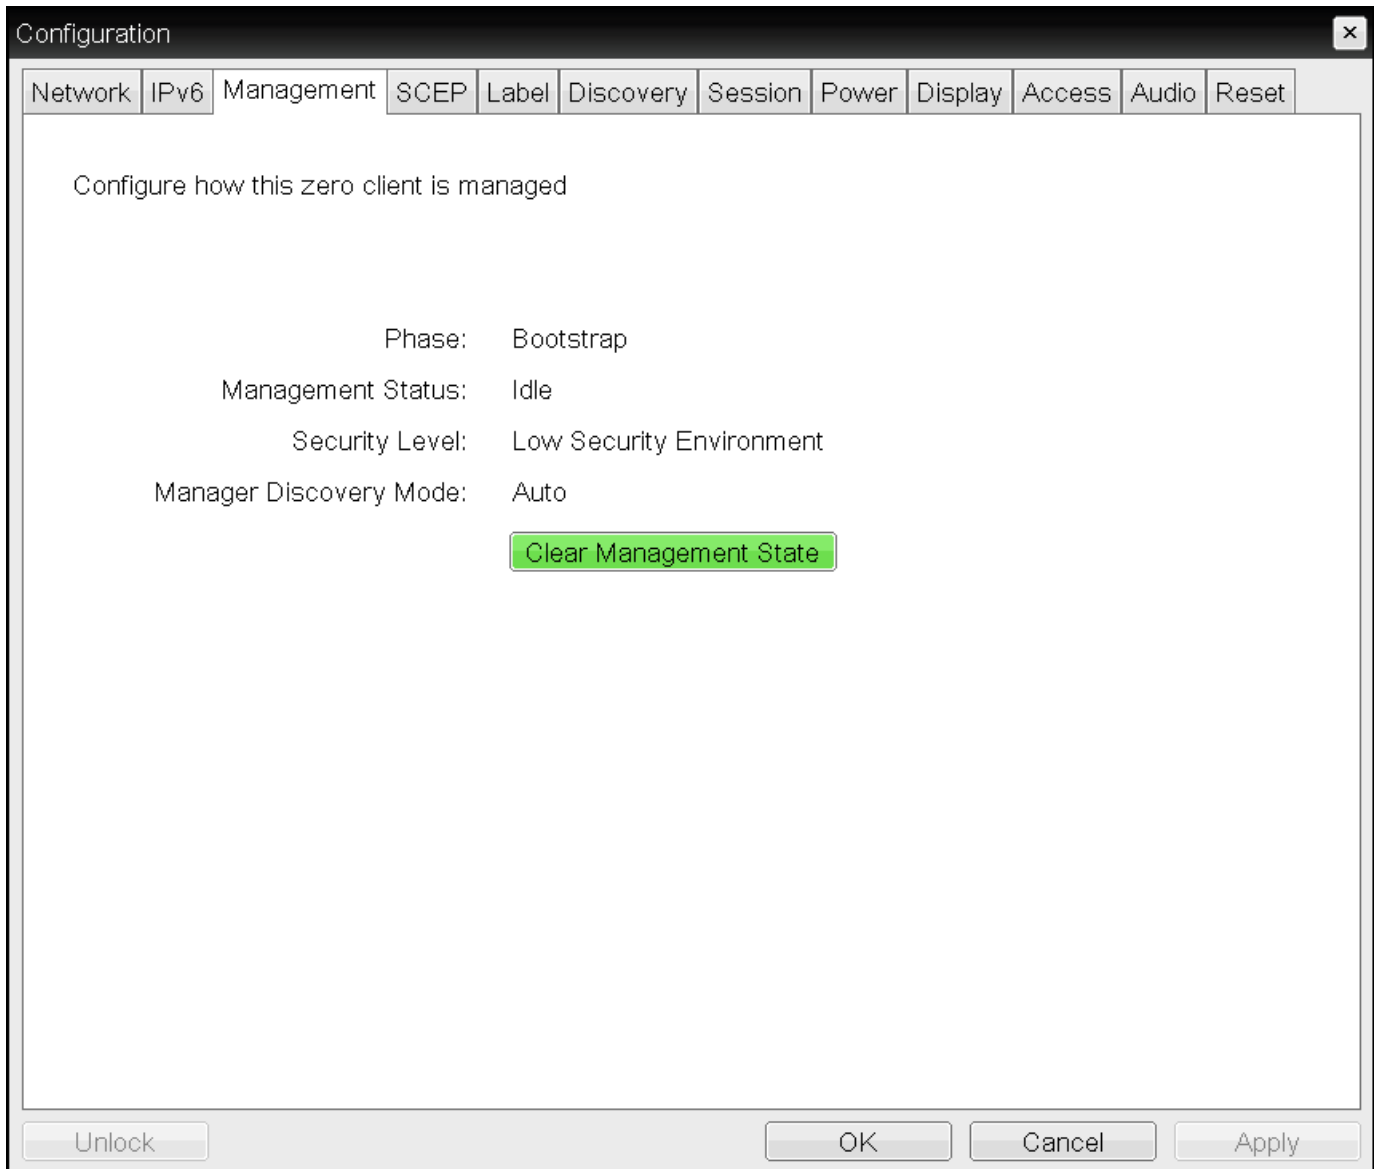 Configuration
Network IPv6 Management SCEP Label Discovery Session Power Display Access Audio Reset
Configure how this zero client is managed
Phase: Bootstrap
Management Status: Idle
Security Level: Low Security Environment
Manager Discovery Mode: Auto
Clear Management State
Unlock OK Cancel Apply